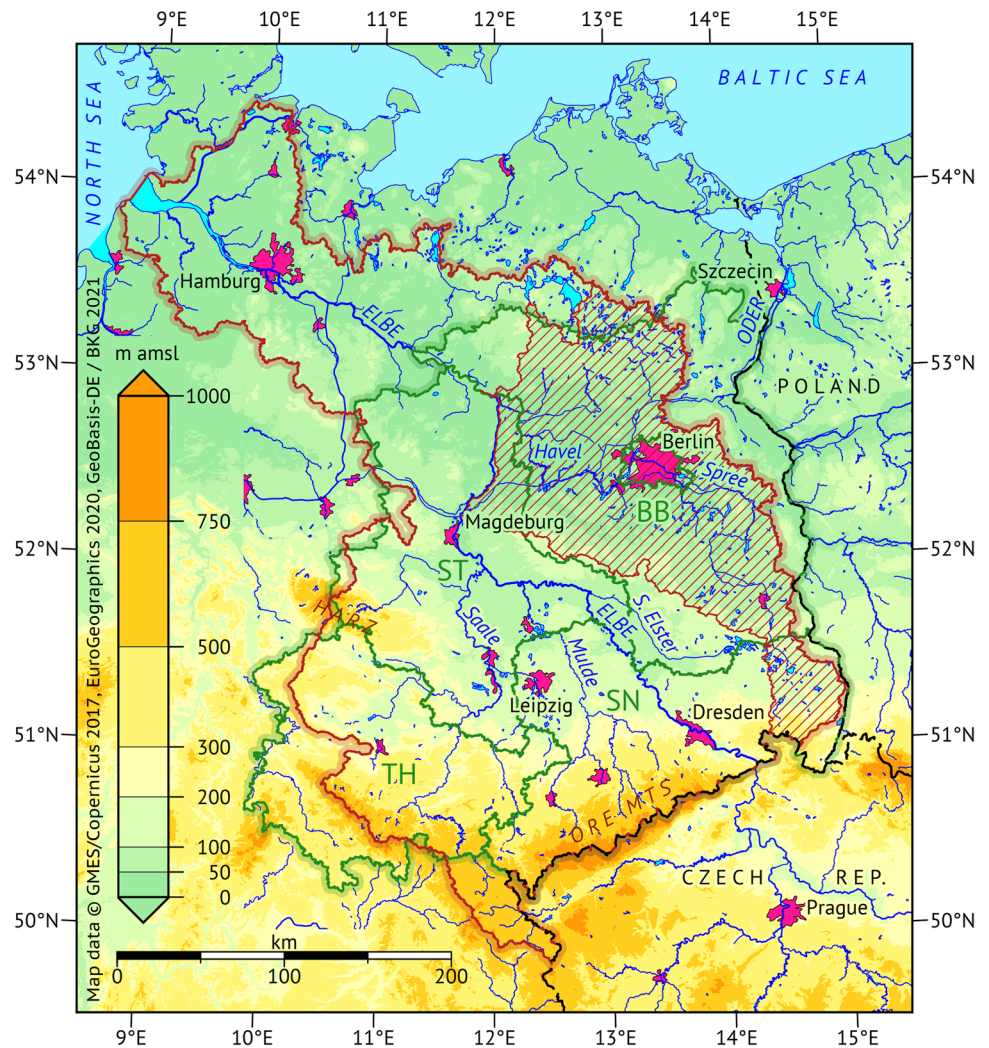 9°E 10°E 11°E 12°E 13°E 14°E 15°E
BALTIC SEA
NORTH SEA
54°N 54°N
Hamburg
Szczecin
ELBE
ODER
m amsl
53°N 53°N
POLAND
1000
Berlin
Havel
Spree
BB
750
Magdeburg
52°N 52°N
ST
HARZ
Saale
ELBE
S. Elster
Mulde
500
SN
Leipzig
Dresden
51°N 51°N
300
TH
200
ORE MTS
100
50
CZECH REP.
0
Prague
50°N 50°N
km
0 100 200
Map data © GMES/Copernicus 2017, EuroGeographics 2020, GeoBasis-DE / BKG 2021
9°E 10°E 11°E 12°E 13°E 14°E 15°E